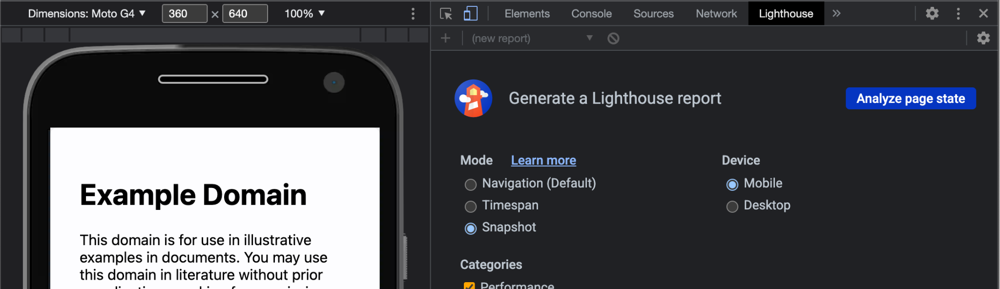 Dimensions: Moto G4 ▼ 360 × 640 100% ▼
Elements Console Sources Network Lighthouse »
+ (new report) ▼
Generate a Lighthouse report
Analyze page state
Mode Learn more
Navigation (Default)
Timespan
Snapshot
Device
Mobile
Desktop
Categories
Performance
Example Domain
This domain is for use in illustrative
examples in documents. You may use
this domain in literature without prior